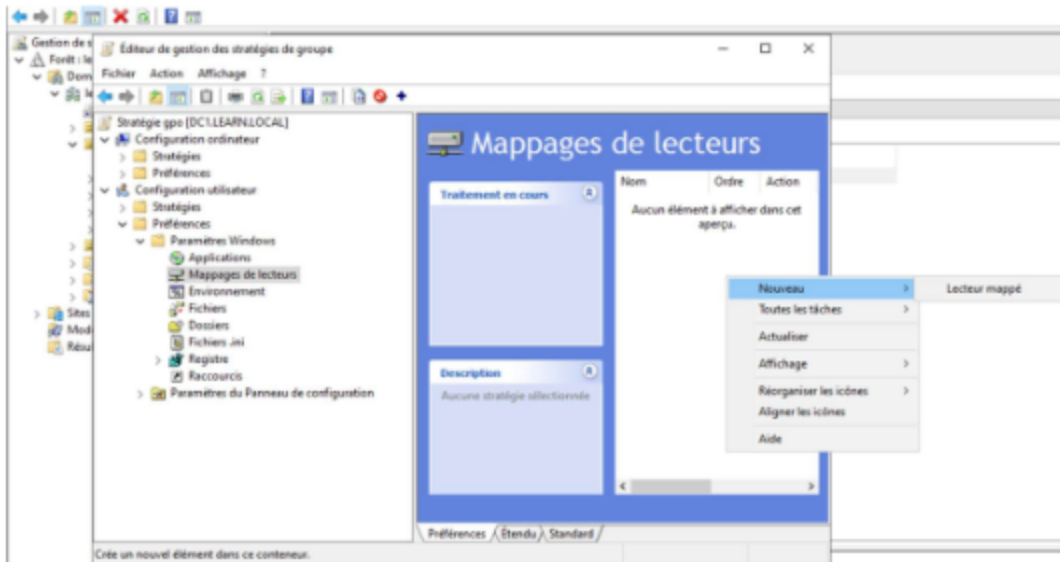 Gestion de s
Forêt : le
Dom
le
Sites
Mod
Résu
Éditeur de gestion des stratégies de groupe
Fichier Action Affichage ?
Stratégie gpo [DC1.LEARN.LOCAL]
Configuration ordinateur
Stratégies
Préférences
Configuration utilisateur
Stratégies
Préférences
Paramètres Windows
Applications
Mappages de lecteurs
Environnement
Fichiers
Dossiers
Fichiers .ini
Registre
Raccourcis
Paramètres du Panneau de configuration
Mappages de lecteurs
Traitement en cours
Description
Aucune stratégie sélectionnée
Nom Ordre Action
Aucun élément à afficher dans cet
aperçu.
Nouveau
Lecteur mappé
Toutes les tâches
Actualiser
Affichage
Réorganiser les icônes
Aligner les icônes
Aide
Préférences Étendu Standard
Crée un nouvel élément dans ce conteneur.